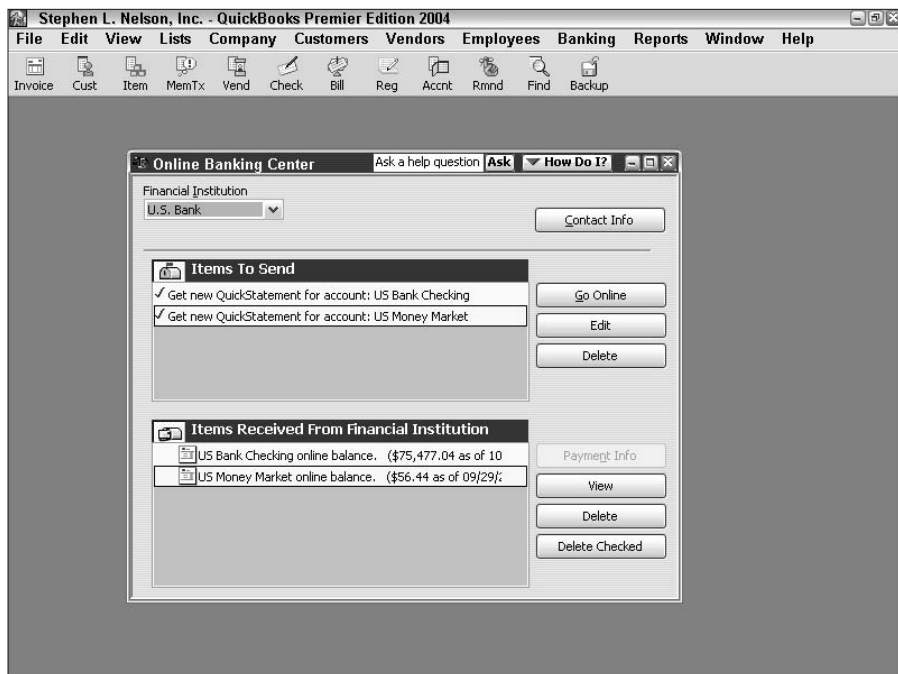 Stephen L. Nelson, Inc. - QuickBooks Premier Edition 2004
File Edit View Lists Company Customers Vendors Employees Banking Reports Window Help
Invoice Cust Item MemTx Vend Check Bill Reg Accnt Rmnd Find Backup
Online Banking Center Ask a help question Ask How Do I?
Financial Institution
U.S. Bank
Contact Info
Items To Send
Get new QuickStatement for account: US Bank Checking
Go Online
Get new QuickStatement for account: US Money Market
Edit
Delete
Items Received From Financial Institution
US Bank Checking online balance. ($75,477.04 as of 10
Payment Info
US Money Market online balance. ($56.44 as of 09/29/2
View
Delete
Delete Checked